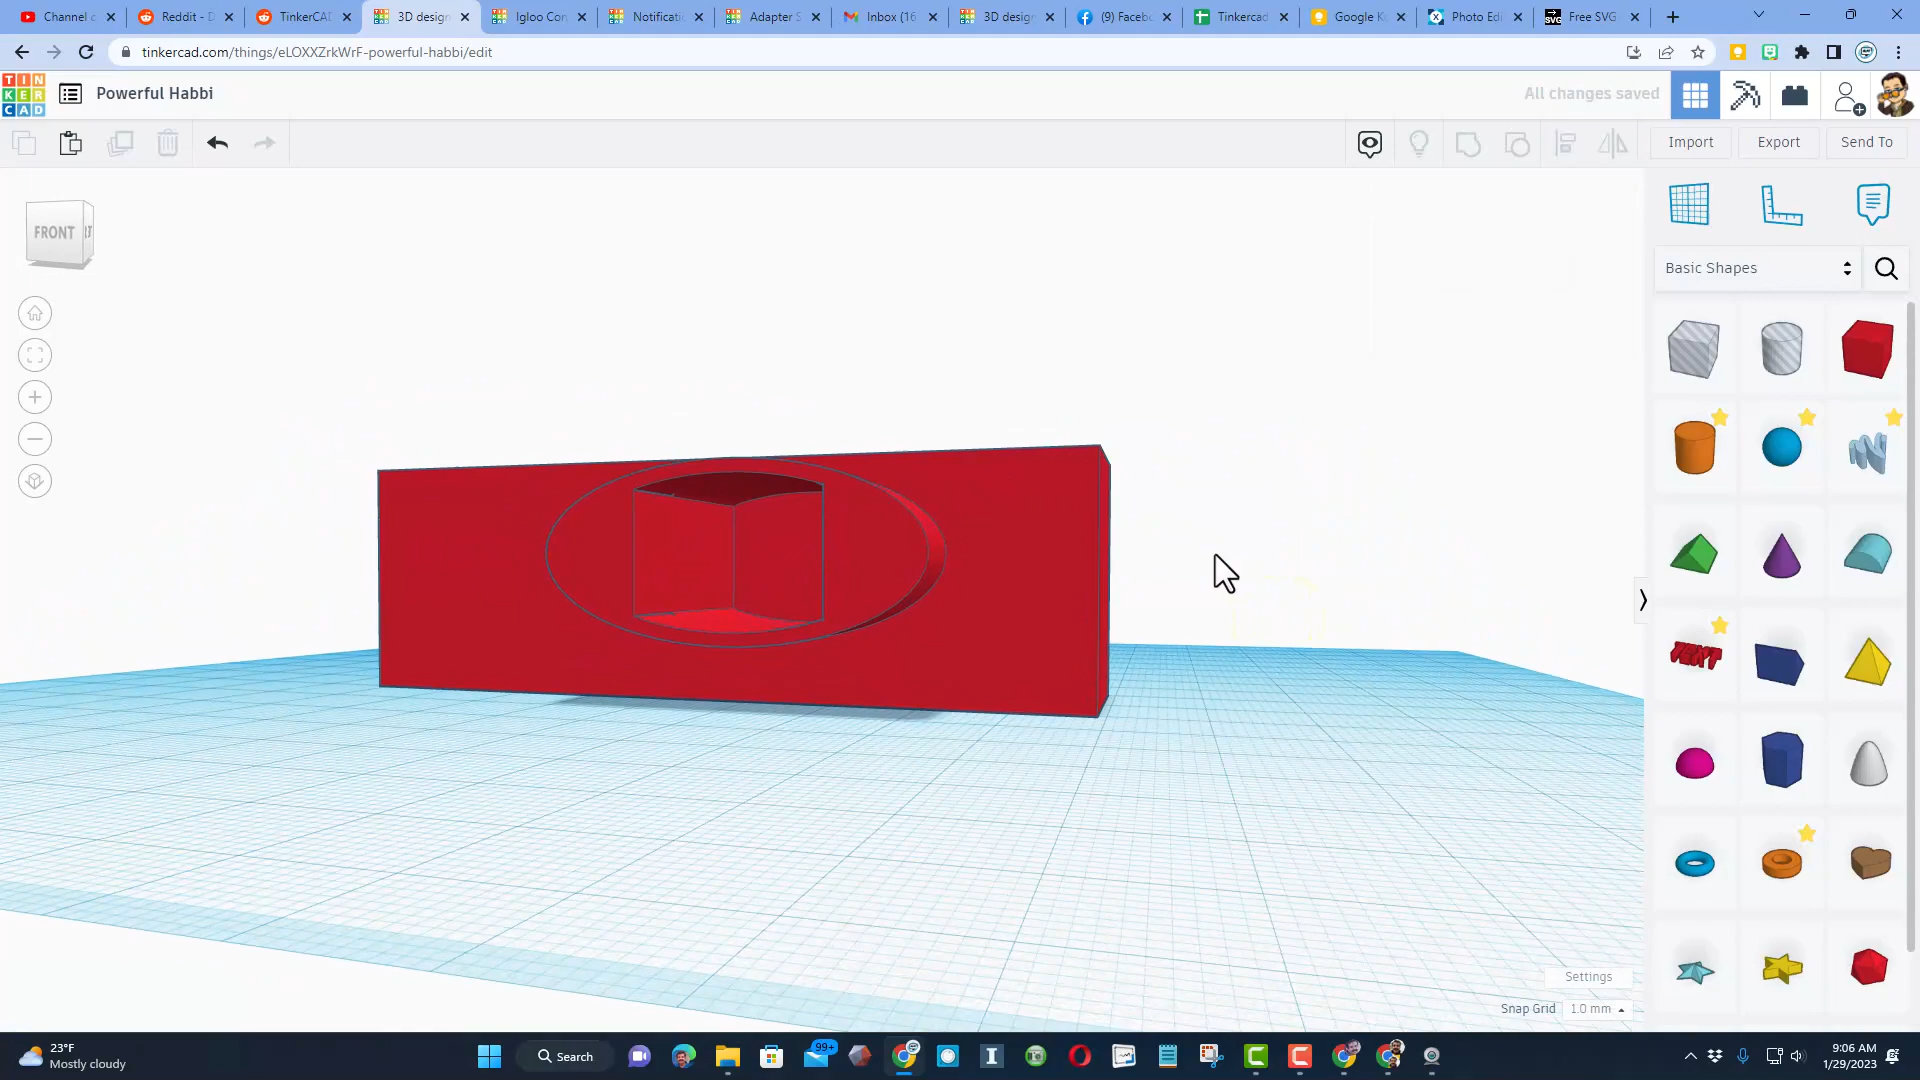 Channel c
Reddit - D
TinkerCAD
3D design
Igloo Con
Notificati
Adapter S
Inbox (16
3D design
(9) Facebo
Tinkercad
Google Ke
Photo Edi
Free SVG
tinkercad.com/things/eLOXXZrkWrF-powerful-habbi/edit
TIN
KER
CAD
Powerful Habbi
All changes saved
Import
Export
Send To
FRONT
Basic Shapes
TEXT
Settings
Snap Grid
1.0 mm
23°F
Mostly cloudy
Search
99+
9:06 AM
1/29/2023